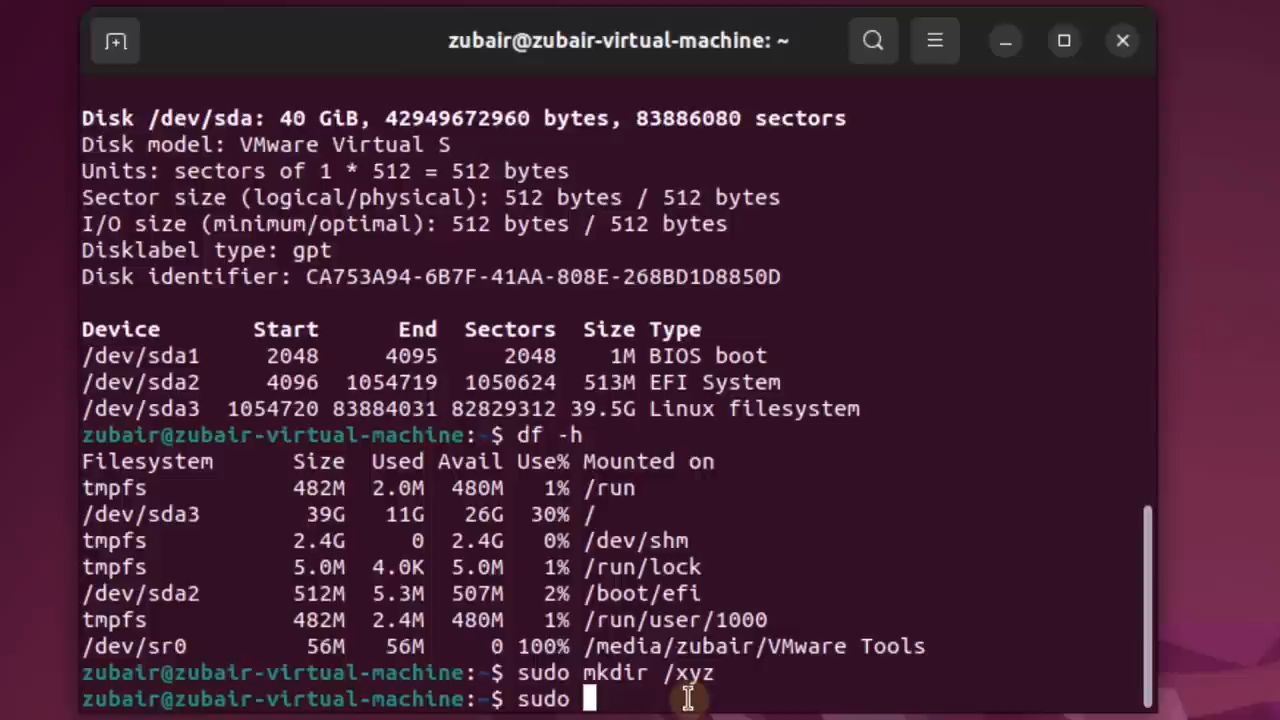 zubair@zubair-virtual-machine: ~
Disk /dev/sda: 40 GiB, 42949672960 bytes, 83886080 sectors
Disk model: VMware Virtual S
Units: sectors of 1 * 512 = 512 bytes
Sector size (logical/physical): 512 bytes / 512 bytes
I/O size (minimum/optimal): 512 bytes / 512 bytes
Disklabel type: gpt
Disk identifier: CA753A94-6B7F-41AA-808E-268BD1D8850D
Device Start End Sectors Size Type
/dev/sda1 2048 4095 2048 1M BIOS boot
/dev/sda2 4096 1054719 1050624 513M EFI System
/dev/sda3 1054720 83884031 82829312 39.5G Linux filesystem
zubair@zubair-virtual-machine:~$ df -h
Filesystem Size Used Avail Use% Mounted on
tmpfs 482M 2.0M 480M 1% /run
/dev/sda3 39G 11G 26G 30% /
tmpfs 2.4G 0 2.4G 0% /dev/shm
tmpfs 5.0M 4.0K 5.0M 1% /run/lock
/dev/sda2 512M 5.3M 507M 2% /boot/efi
tmpfs 482M 2.4M 480M 1% /run/user/1000
/dev/sr0 56M 56M 0 100% /media/zubair/VMware Tools
zubair@zubair-virtual-machine:~$ sudo mkdir /xyz
zubair@zubair-virtual-machine:~$ sudo